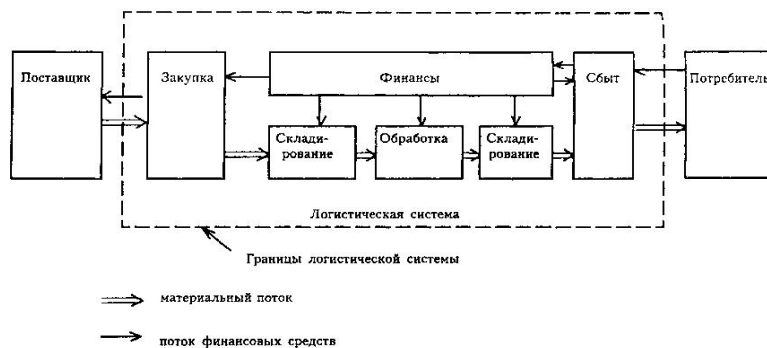 Поставщик
Закупка
Финансы
Сбыт
Потребитель
Склади-
рование
Обработка
Склади-
рование
Логистическая система
Границы логистической системы
материальный поток
поток финансовых средств